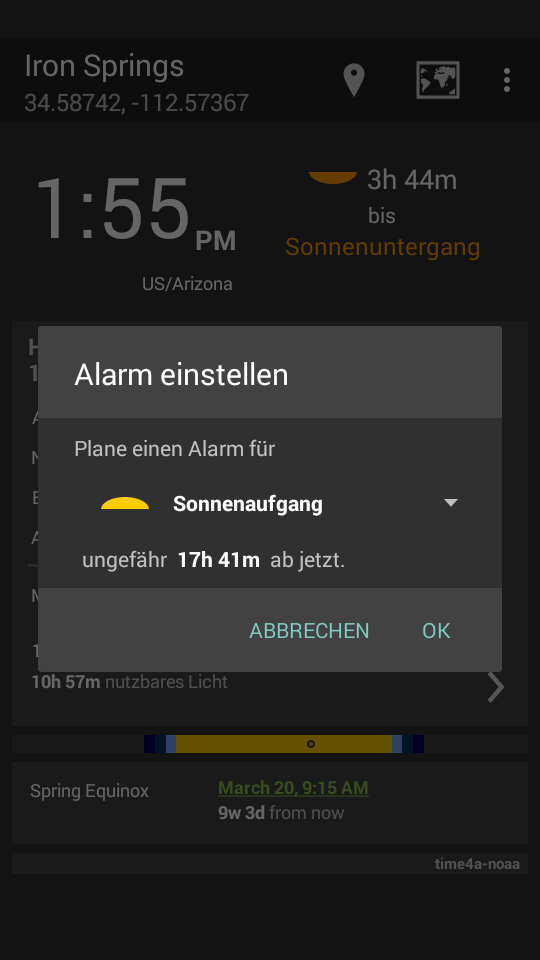 Iron Springs
34.58742, -112.57367
1:55 PM
US/Arizona
3h 44m
bis
Sonnenuntergang
Alarm einstellen
Plane einen Alarm für
Sonnenaufgang
ungefähr 17h 41m ab jetzt.
ABBRECHEN OK
10h 57m nutzbares Licht
Spring Equinox
March 20, 9:15 AM
9w 3d from now
time4a-noaa